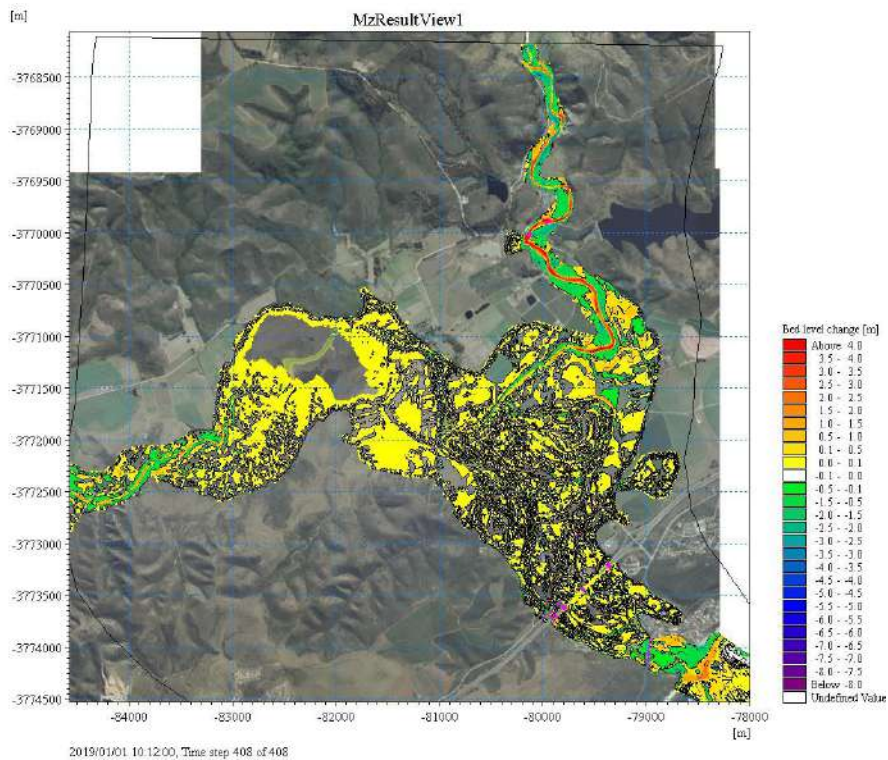 [m]
MzResultView1
-3768500
-3769000
-3769500
-3770000
-3770500
-3771000
-3771500
-3772000
-3772500
-3773000
-3773500
-3774000
-3774500
-84000
-83000
-82000
-81000
-80000
-79000
-78000
[m]
Bed level change [m]
Above 4.0
3.5 - 4.0
3.0 - 3.5
2.5 - 3.0
2.0 - 2.5
1.5 - 2.0
1.0 - 1.5
0.5 - 1.0
0.1 - 0.5
0.0 - 0.1
-0.1 - 0.0
-0.5 - -0.1
-1.5 - -0.5
-2.0 - -1.5
-2.5 - -2.0
-3.0 - -2.5
-3.5 - -3.0
-4.0 - -3.5
-4.5 - -4.0
-5.0 - -4.5
-5.5 - -5.0
-6.0 - -5.5
-6.5 - -6.0
-7.0 - -6.5
-7.5 - -7.0
-8.0 - -7.5
Below -8.0
Undefined Value
2019/01/01 10:12:00, Time step 408 of 408